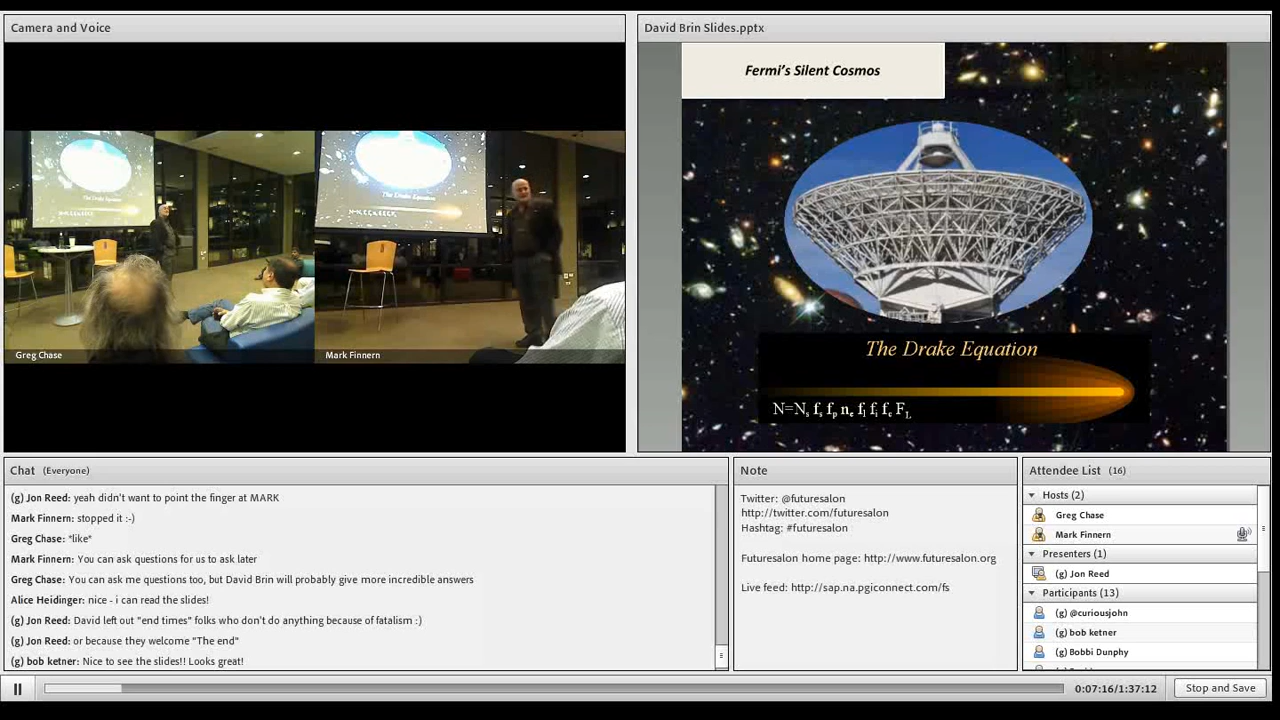 Camera and Voice
Greg Chase
Mark Finnern
David Brin Slides.pptx
Fermi's Silent Cosmos
The Drake Equation
N=Ns fs fp ne fl fi fc FL
Chat (Everyone)
(g) Jon Reed: yeah didn't want to point the finger at MARK
Mark Finnern: stopped it :-)
Greg Chase: *like*
Mark Finnern: You can ask questions for us to ask later
Greg Chase: You can ask me questions too, but David Brin will probably give more incredible answers
Alice Heidinger: nice - i can read the slides!
(g) Jon Reed: David left out "end times" folks who don't do anything because of fatalism :)
(g) Jon Reed: or because they welcome "The end"
(g) bob ketner: Nice to see the slides!! Looks great!
Note
Twitter: @futuresalon
http://twitter.com/futuresalon
Hashtag: #futuresalon
Futuresalon home page: http://www.futuresalon.org
Live feed: http://sap.na.pgiconnect.com/fs
Attendee List (16)
Hosts (2)
Greg Chase
Mark Finnern
Presenters (1)
(g) Jon Reed
Participants (13)
(g) @curiousjohn
(g) bob ketner
(g) Bobbi Dunphy
0:07:16/1:37:12
Stop and Save